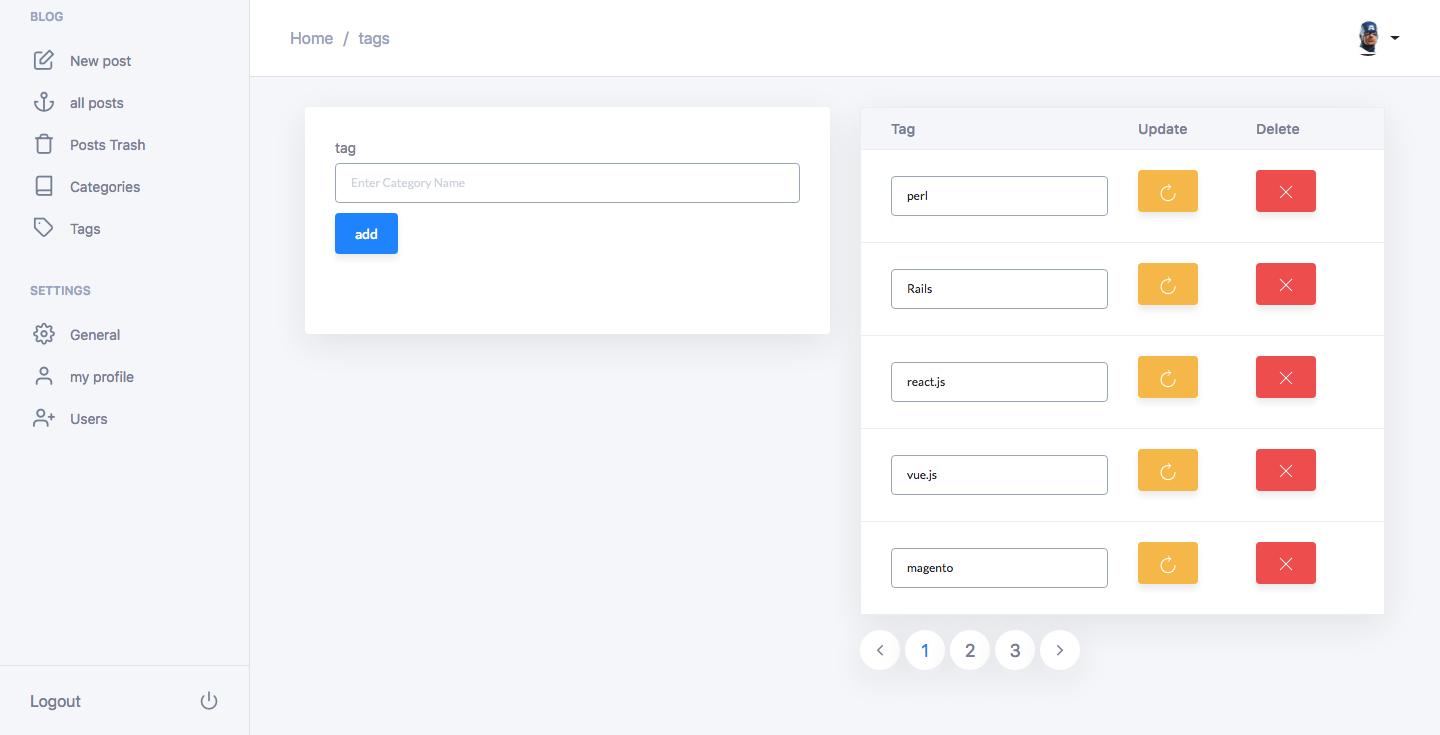 BLOG
New post
all posts
Posts Trash
Categories
Tags
SETTINGS
General
my profile
Users
Logout
Home / tags
tag
Enter Category Name
add
Tag Update Delete
perl
Rails
react.js
vue.js
magento
1 2 3